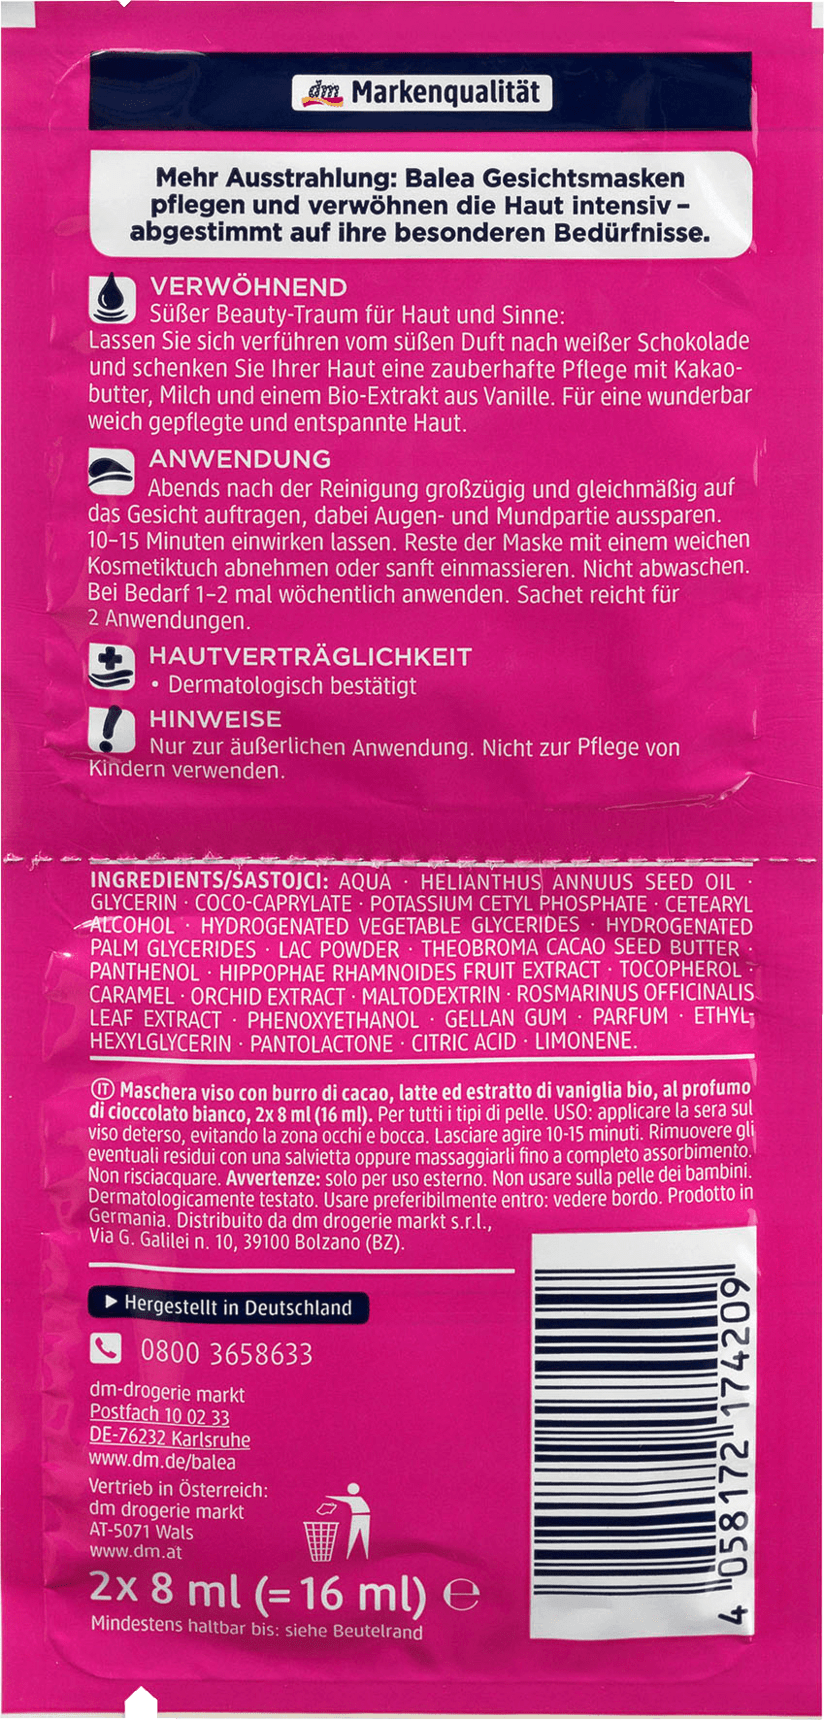 dm Markenqualität
Mehr Ausstrahlung: Balea Gesichtsmasken
pflegen und verwöhnen die Haut intensiv –
abgestimmt auf ihre besonderen Bedürfnisse.
VERWÖHNEND
Süßer Beauty-Traum für Haut und Sinne:
Lassen Sie sich verführen vom süßen Duft nach weißer Schokolade
und schenken Sie Ihrer Haut eine zauberhafte Pflege mit Kakao-
butter, Milch und einem Bio-Extrakt aus Vanille. Für eine wunderbar
weich gepflegte und entspannte Haut.
ANWENDUNG
Abends nach der Reinigung großzügig und gleichmäßig auf
das Gesicht auftragen, dabei Augen- und Mundpartie aussparen.
10–15 Minuten einwirken lassen. Reste der Maske mit einem weichen
Kosmetiktuch abnehmen oder sanft einmassieren. Nicht abwaschen.
Bei Bedarf 1–2 mal wöchentlich anwenden. Sachet reicht für
2 Anwendungen.
HAUTVERTRÄGLICHKEIT
• Dermatologisch bestätigt
HINWEISE
Nur zur äußerlichen Anwendung. Nicht zur Pflege von
Kindern verwenden.
INGREDIENTS/SASTOJCI: AQUA · HELIANTHUS ANNUUS SEED OIL ·
GLYCERIN · COCO-CAPRYLATE · POTASSIUM CETYL PHOSPHATE · CETEARYL
ALCOHOL · HYDROGENATED VEGETABLE GLYCERIDES · HYDROGENATED
PALM GLYCERIDES · LAC POWDER · THEOBROMA CACAO SEED BUTTER ·
PANTHENOL · HIPPOPHAE RHAMNOIDES FRUIT EXTRACT · TOCOPHEROL ·
CARAMEL · ORCHID EXTRACT · MALTODEXTRIN · ROSMARINUS OFFICINALIS
LEAF EXTRACT · PHENOXYETHANOL · GELLAN GUM · PARFUM · ETHYL-
HEXYLGLYCERIN · PANTOLACTONE · CITRIC ACID · LIMONENE.
IT Maschera viso con burro di cacao, latte ed estratto di vaniglia bio, al profumo
di cioccolato bianco, 2x 8 ml (16 ml). Per tutti i tipi di pelle. USO: applicare la sera sul
viso deterso, evitando la zona occhi e bocca. Lasciare agire 10-15 minuti. Rimuovere gli
eventuali residui con una salvietta oppure massaggiarli fino a completo assorbimento.
Non risciacquare. Avvertenze: solo per uso esterno. Non usare sulla pelle dei bambini.
Dermatologicamente testato. Usare preferibilmente entro: vedere bordo. Prodotto in
Germania. Distribuito da dm drogerie markt s.r.l.,
Via G. Galilei n. 10, 39100 Bolzano (BZ).
Hergestellt in Deutschland
0800 3658633
dm-drogerie markt
Postfach 10 02 33
DE-76232 Karlsruhe
www.dm.de/balea
Vertrieb in Österreich:
dm drogerie markt
AT-5071 Wals
www.dm.at
2x 8 ml (= 16 ml) ℮
Mindestens haltbar bis: siehe Beutelrand
4 058172 174209